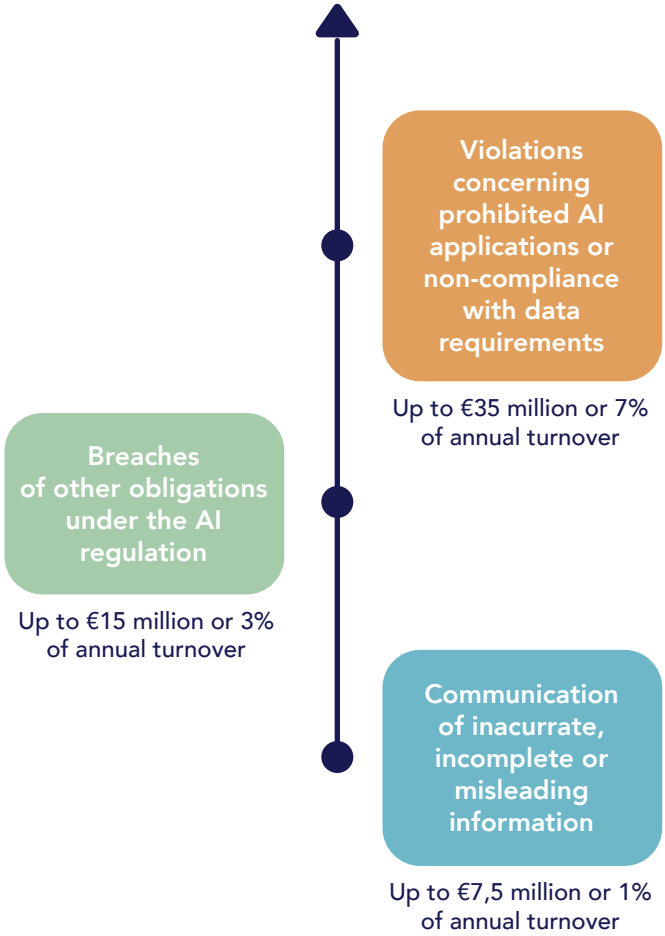 Violations
concerning
prohibited AI
applications or
non-compliance
with data
requirements
Up to €35 million or 7%
of annual turnover
Breaches
of other obligations
under the AI
regulation
Up to €15 million or 3%
of annual turnover
Communication
of inacurrate,
incomplete or
misleading
information
Up to €7,5 million or 1%
of annual turnover